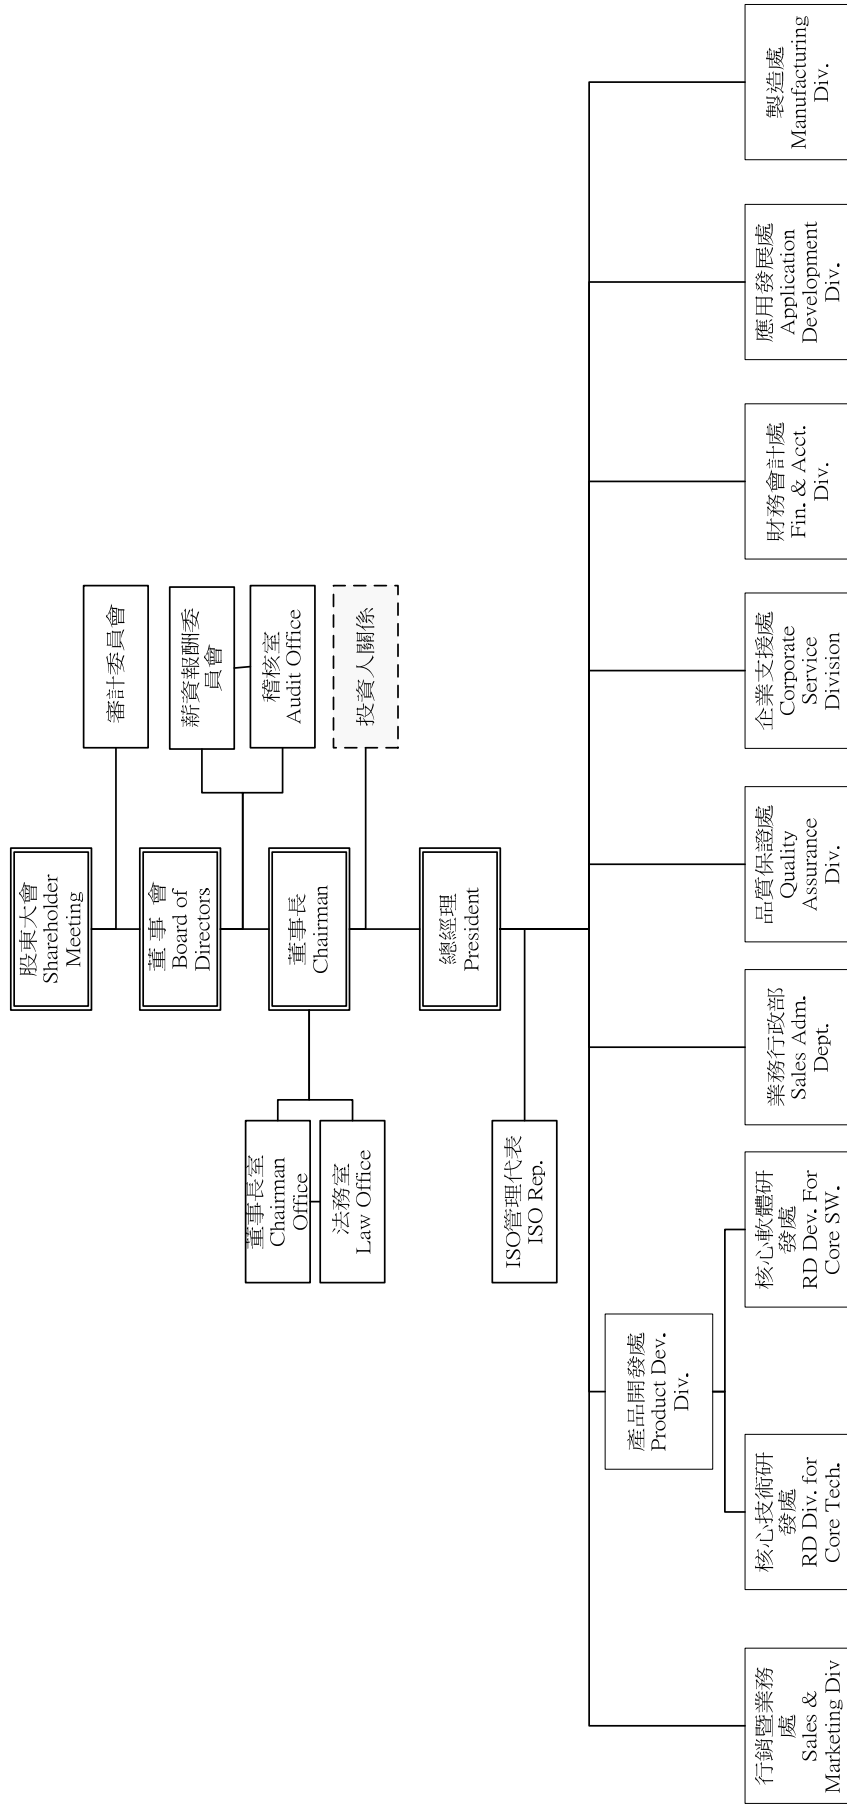 股東大會
Shareholder
Meeting
審計委員會
董 事 會
Board of
Directors
薪資報酬委
員會
稽核室
Audit Office
董事長
Chairman
董事長室
Chairman
Office
法務室
Law Office
投資人關係
總經理
President
ISO管理代表
ISO Rep.
行銷暨業務
處
Sales &
Marketing Div
產品開發處
Product Dev.
Div.
核心技術研
發處
RD Div. for
Core Tech.
核心軟體研
發處
RD Dev. For
Core SW.
業務行政部
Sales Adm.
Dept.
品質保證處
Quality
Assurance
Div.
企業支援處
Corporate
Service
Division
財務會計處
Fin. & Acct.
Div.
應用發展處
Application
Development
Div.
製造處
Manufacturing
Div.